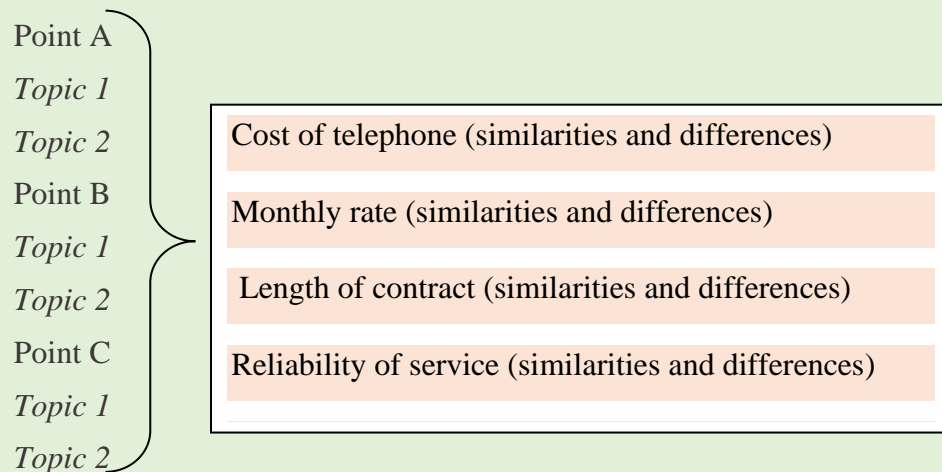 Point A
Topic 1
Topic 2
Point B
Topic 1
Topic 2
Point C
Topic 1
Topic 2
Cost of telephone (similarities and differences)
Monthly rate (similarities and differences)
Length of contract (similarities and differences)
Reliability of service (similarities and differences)